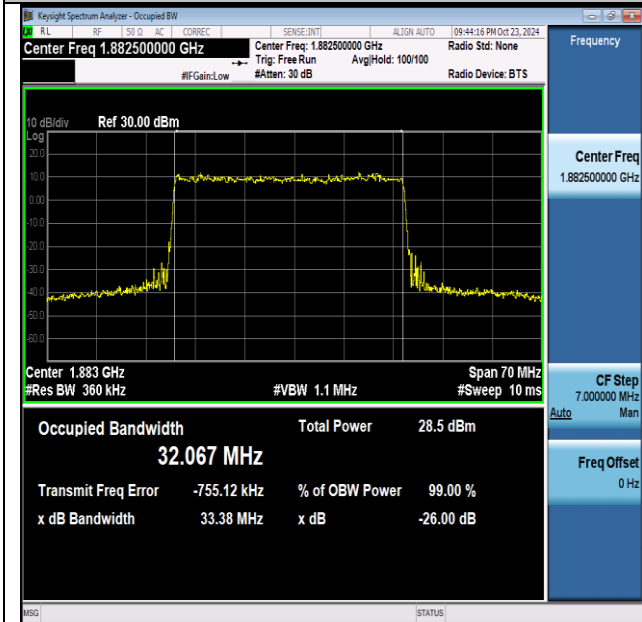 Keysight Spectrum Analyzer - Occupied BW
RL RF 50 Ω AC CORREC SENSE:INT ALIGN AUTO 09:44:16 PM Oct 23, 2024
Center Freq 1.882500000 GHz
Center Freq: 1.882500000 GHz Radio Std: None
Trig: Free Run Avg|Hold: 100/100
#IFGain:Low #Atten: 30 dB Radio Device: BTS
10 dB/div Ref 30.00 dBm
Log
20.0
10.0
0.00
-10.0
-20.0
-30.0
-40.0
-50.0
-60.0
Center 1.883 GHz Span 70 MHz
#Res BW 360 kHz #VBW 1.1 MHz #Sweep 10 ms
Occupied Bandwidth Total Power 28.5 dBm
32.067 MHz
Transmit Freq Error -755.12 kHz % of OBW Power 99.00 %
x dB Bandwidth 33.38 MHz x dB -26.00 dB
Frequency
Center Freq
1.882500000 GHz
CF Step
7.000000 MHz
Auto Man
Freq Offset
0 Hz
MSG STATUS